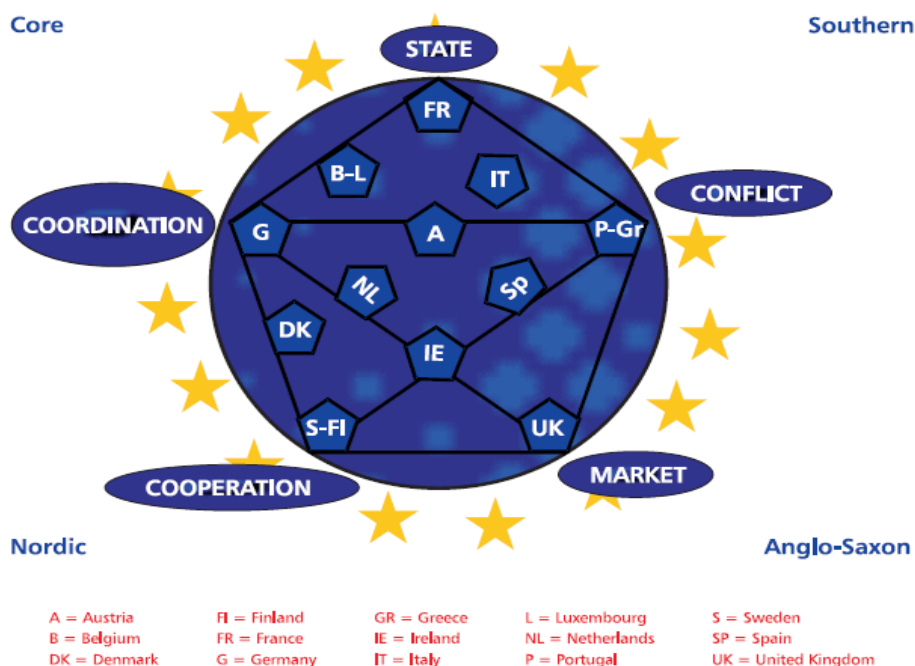 Core
Southern
STATE
FR
B–L
IT
CONFLICT
COORDINATION
G
A
P-Gr
NL
Sp
DK
IE
S-FI
UK
COOPERATION
MARKET
Nordic
Anglo-Saxon
A = Austria FI = Finland GR = Greece L = Luxembourg S = Sweden
B = Belgium FR = France IE = Ireland NL = Netherlands SP = Spain
DK = Denmark G = Germany IT = Italy P = Portugal UK = United Kingdom